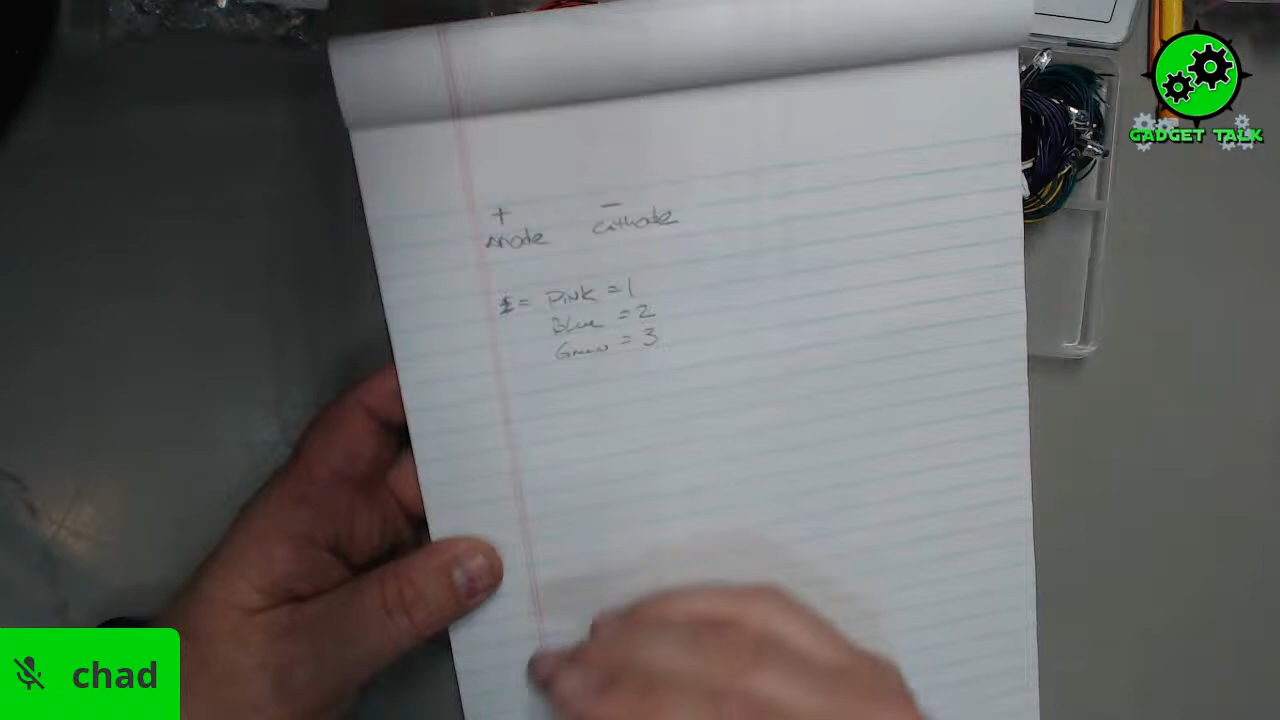 + −
Anode Cathode
I = Pink = 1
Blue = 2
Green = 3
GADGET TALK
chad